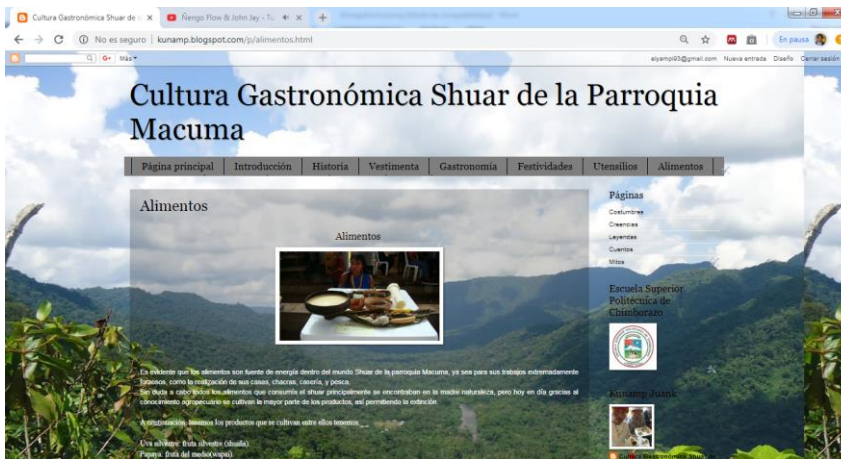 Cultura Gastronómica Shuar de l
Ñengo Flow & John Jay - Tu
No es seguro | kunamp.blogspot.com/p/alimentos.html
En pausa
Más
elyampi93@gmail.com Nueva entrada Diseño Cerrar sesión
Cultura Gastronómica Shuar de la Parroquia
Macuma
Página principal Introducción Historia Vestimenta Gastronomía Festividades Utensilios Alimentos
Alimentos
Alimentos
Es evidente que los alimentos son fuente de energía dentro del mundo Shuar de la parroquia Macuma, ya sea para sus trabajos extremadamente
forzosos, como la realización de sus casas, chacras, cacería, y pesca.
Sin duda a cabo todos los alimentos que consumía el shuar principalmente se encontraban en la madre naturaleza, pero hoy en día gracias al
conocimiento agropecuario se cultivan la mayor parte de los productos, así permitiendo la extinción
A continuación, tenemos los productos que se cultivan entre ellos tenemos
Uva silvestre: fruta silvestre (shuiña).
Papaya: fruta del medio(wapai).
Páginas
Costumbres
Creencias
Leyendas
Cuentos
Mitos
Escuela Superior
Politécnica de
Chimborazo
Kunamp Juank
Cultura Gastronómica Shuar de